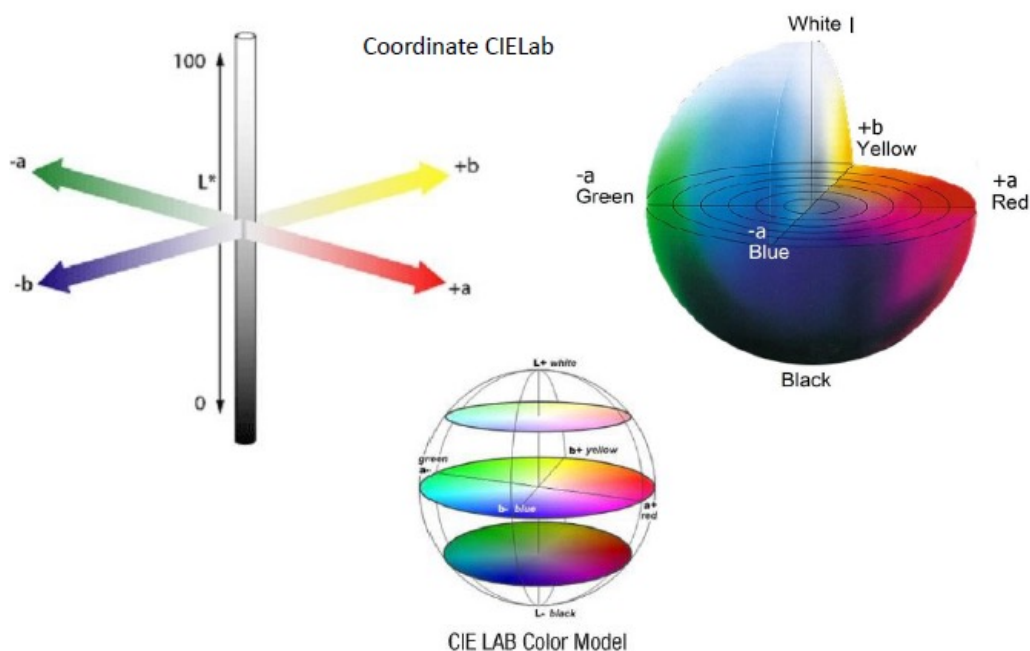 Coordinate CIELab
100
-a
+b
L*
-b
+a
0
White l
+b
Yellow
-a
Green
+a
Red
-a
Blue
Black
L+ white
b+ yellow
green
a-
b- blue
a+
red
L- black
CIE LAB Color Model